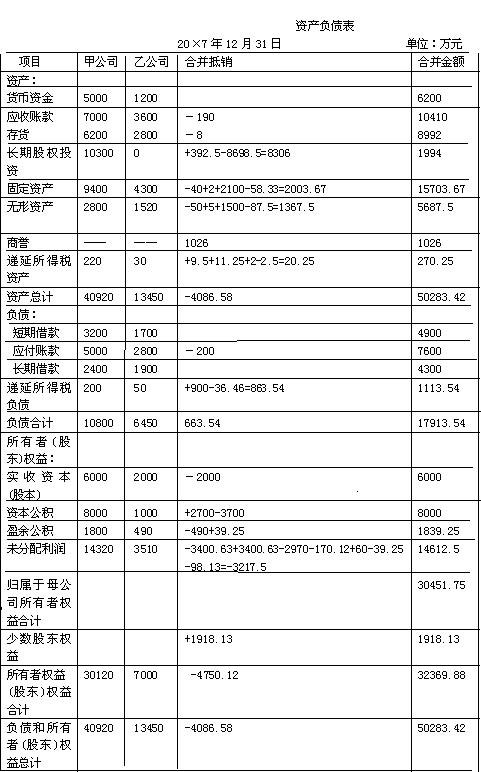 资产负债表
20×7 年 12 月 31 日 单位：万元
项目 甲公司 乙公司 合并抵销 合并金额
资产：
货币资金 5000 1200 6200
应收账款 7000 3600 －190 10410
存货 6200 2800 －8 8992
长期股权投 10300 0 +392.5-8698.5=8306 1994
资
固定资产 9400 4300 -40+2+2100-58.33=2003.67 15703.67
无形资产 2800 1520 -50+5+1500-87.5=1367.5 5687.5
商誉 —— —— 1026 1026
递延所得税 220 30 +9.5+11.25+2-2.5=20.25 270.25
资产
资产总计 40920 13450 -4086.58 50283.42
负债：
短期借款 3200 1700 4900
应付账款 5000 2800 －200 7600
长期借款 2400 1900 4300
递延所得税 200 50 +900-36.46=863.54 1113.54
负债
负债合计 10800 6450 663.54 17913.54
所有者（股
东)权益：
实收资本 6000 2000 －2000 6000
(股本)
资本公积 8000 1000 +2700-3700 8000
盈余公积 1800 490 -490+39.25 1839.25
未分配利润 14320 3510 -3400.63+3400.63-2970-170.12+60-39.25 14612.5
-98.13=-3217.5
归属于母公 30451.75
司所有者权
益合计
少数股东权 +1918.13 1918.13
益
所有者权益 30120 7000 -4750.12 32369.88
(股东）权益
合计
负债和所有 40920 13450 -4086.58 50283.42
者（股东）权
益总计